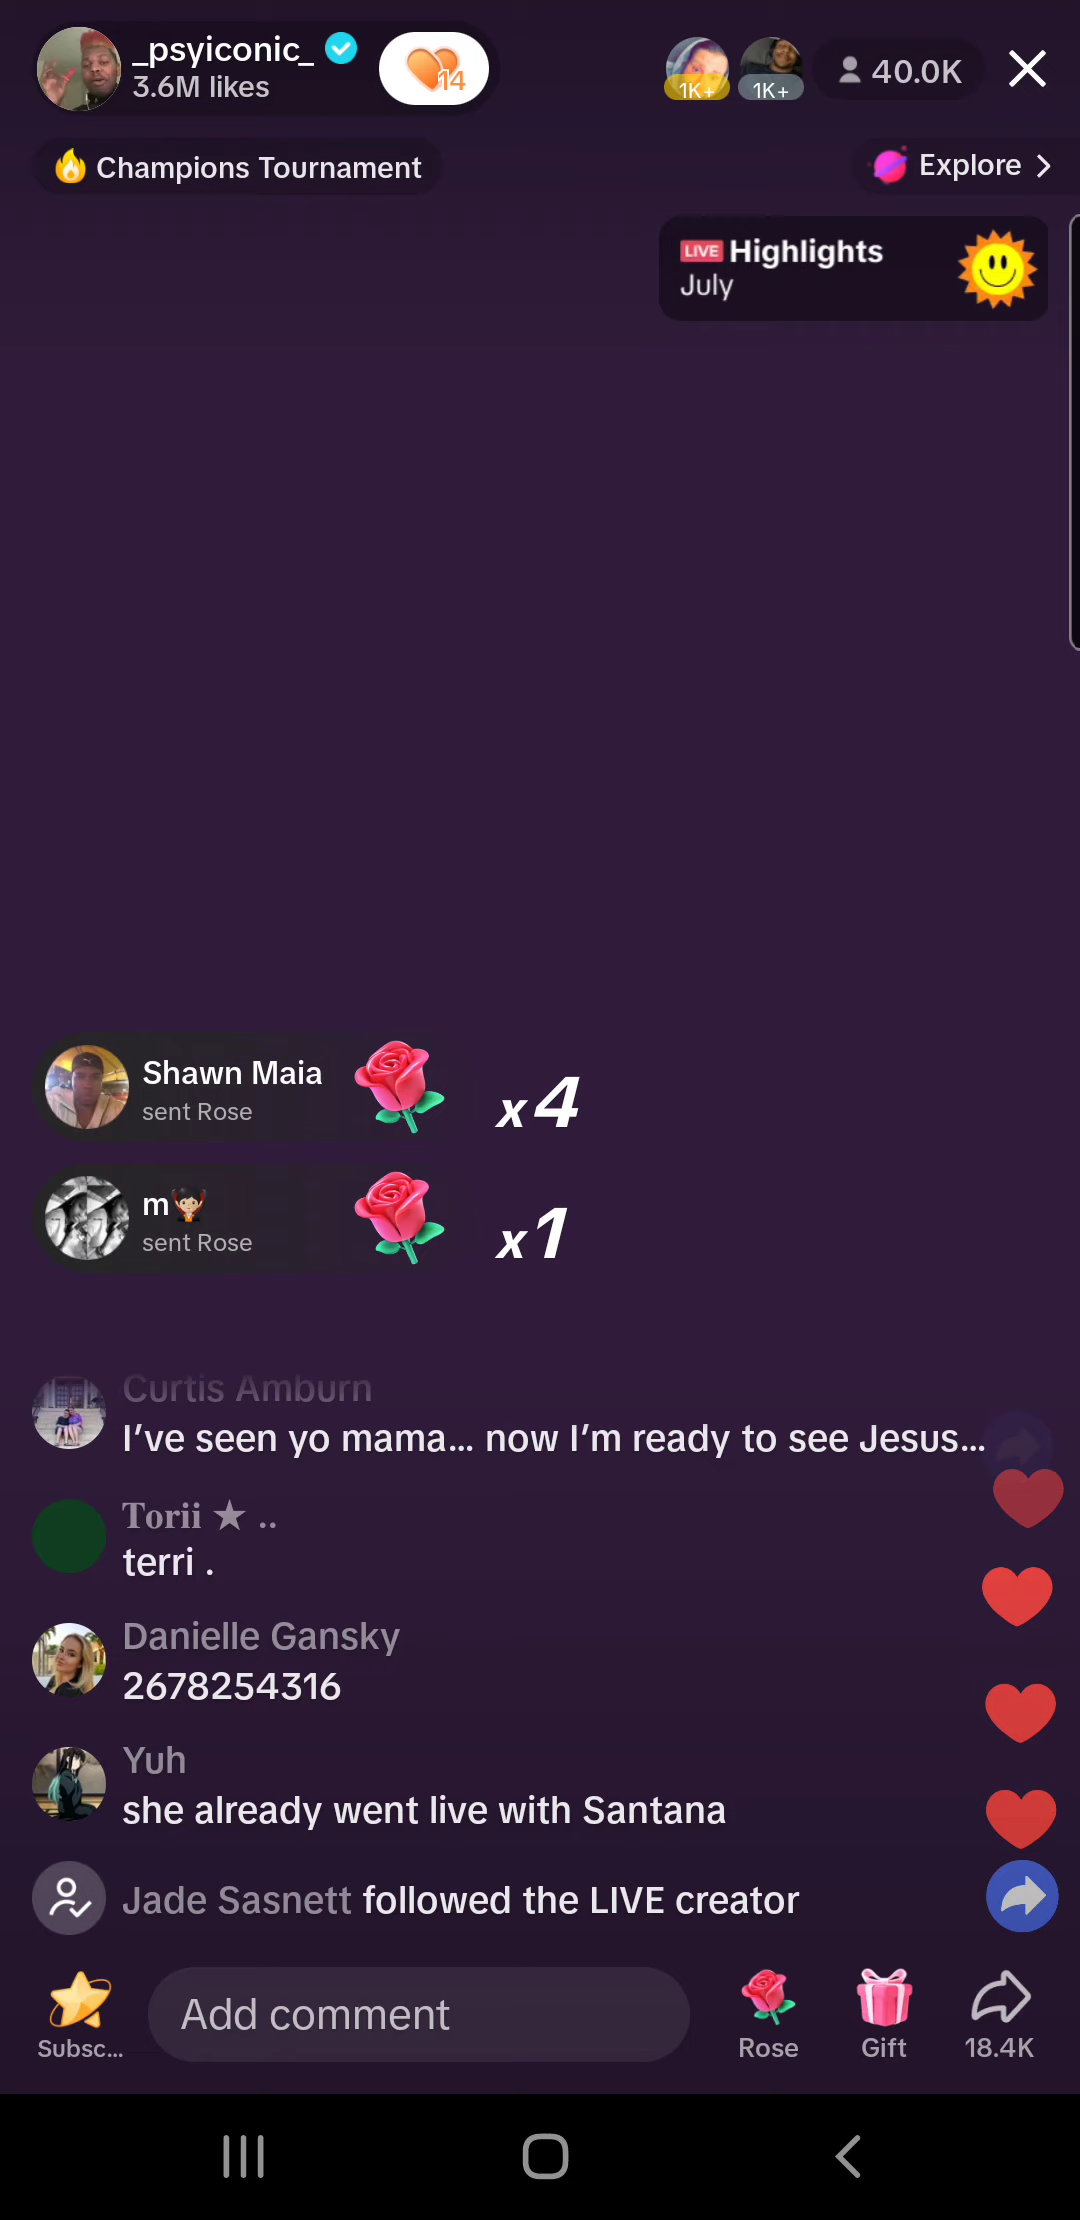 _psyiconic_
3.6M likes
14
1K+
1K+
40.0K
Champions Tournament
Explore
LIVE Highlights
July
Shawn Maia
sent Rose
x4
m
sent Rose
x1
Curtis Amburn
I've seen yo mama... now I'm ready to see Jesus...
Torii ★ ..
terri .
Danielle Gansky
2678254316
Yuh
she already went live with Santana
Jade Sasnett followed the LIVE creator
Subsc...
Add comment
Rose
Gift
18.4K